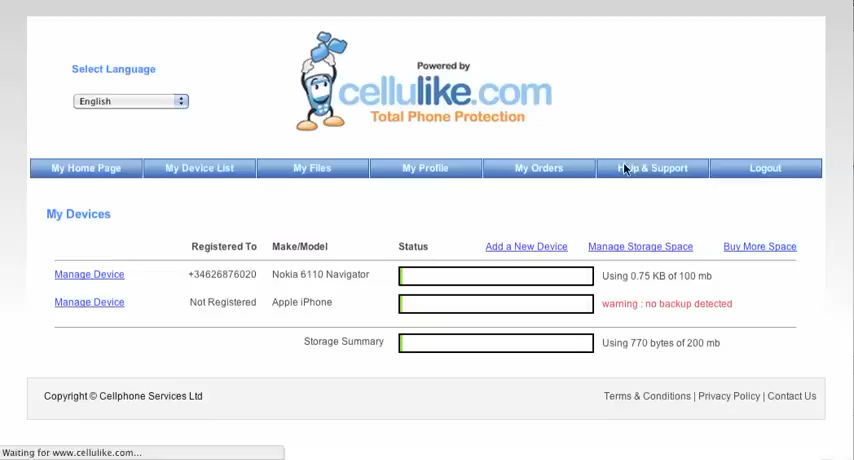 Select Language
English
Powered by
cellulike.com
Total Phone Protection
My Home Page My Device List My Files My Profile My Orders Help & Support Logout
My Devices
Registered To Make/Model Status Add a New Device Manage Storage Space Buy More Space
Manage Device +34626876020 Nokia 6110 Navigator Using 0.75 KB of 100 mb
Manage Device Not Registered Apple iPhone warning : no backup detected
Storage Summary Using 770 bytes of 200 mb
Copyright © Cellphone Services Ltd Terms & Conditions | Privacy Policy | Contact Us
Waiting for www.cellulike.com...